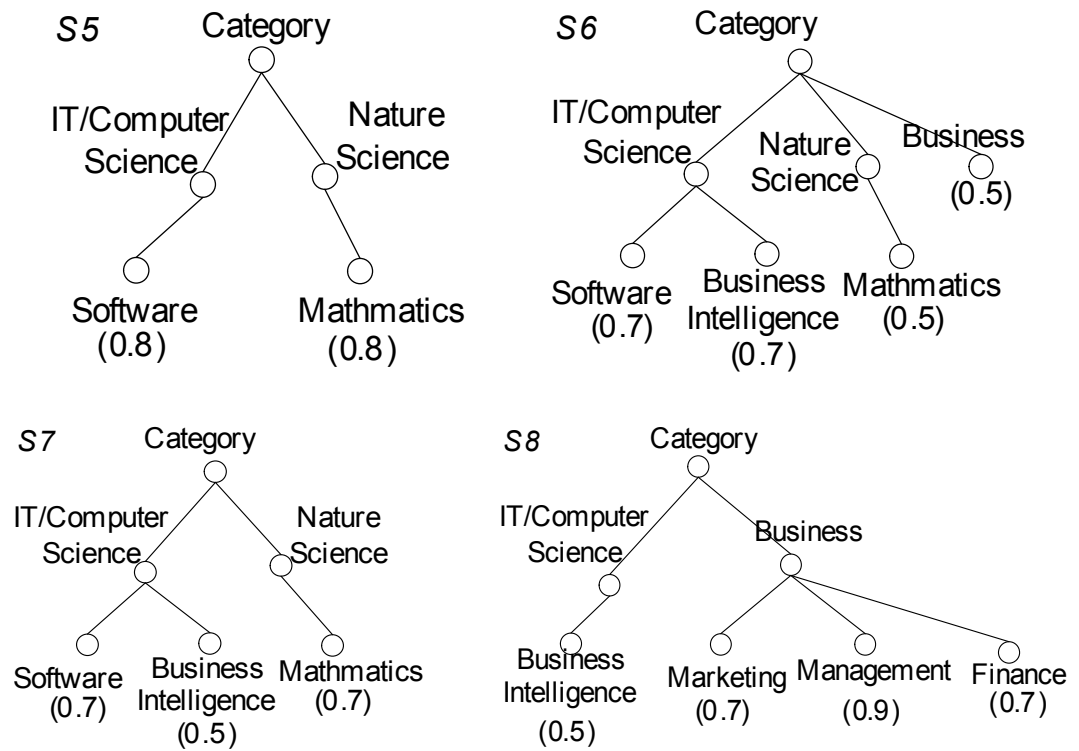 S5
Category
IT/Computer
Science
Nature
Science
Software
(0.8)
Mathmatics
(0.8)
S6
Category
IT/Computer
Science
Nature
Science
Business
(0.5)
Software
(0.7)
Business
Intelligence
(0.7)
Mathmatics
(0.5)
S7
Category
IT/Computer
Science
Nature
Science
Software
(0.7)
Business
Intelligence
(0.5)
Mathmatics
(0.7)
S8
Category
IT/Computer
Science
Business
Business
Intelligence
(0.5)
Marketing
(0.7)
Management
(0.9)
Finance
(0.7)